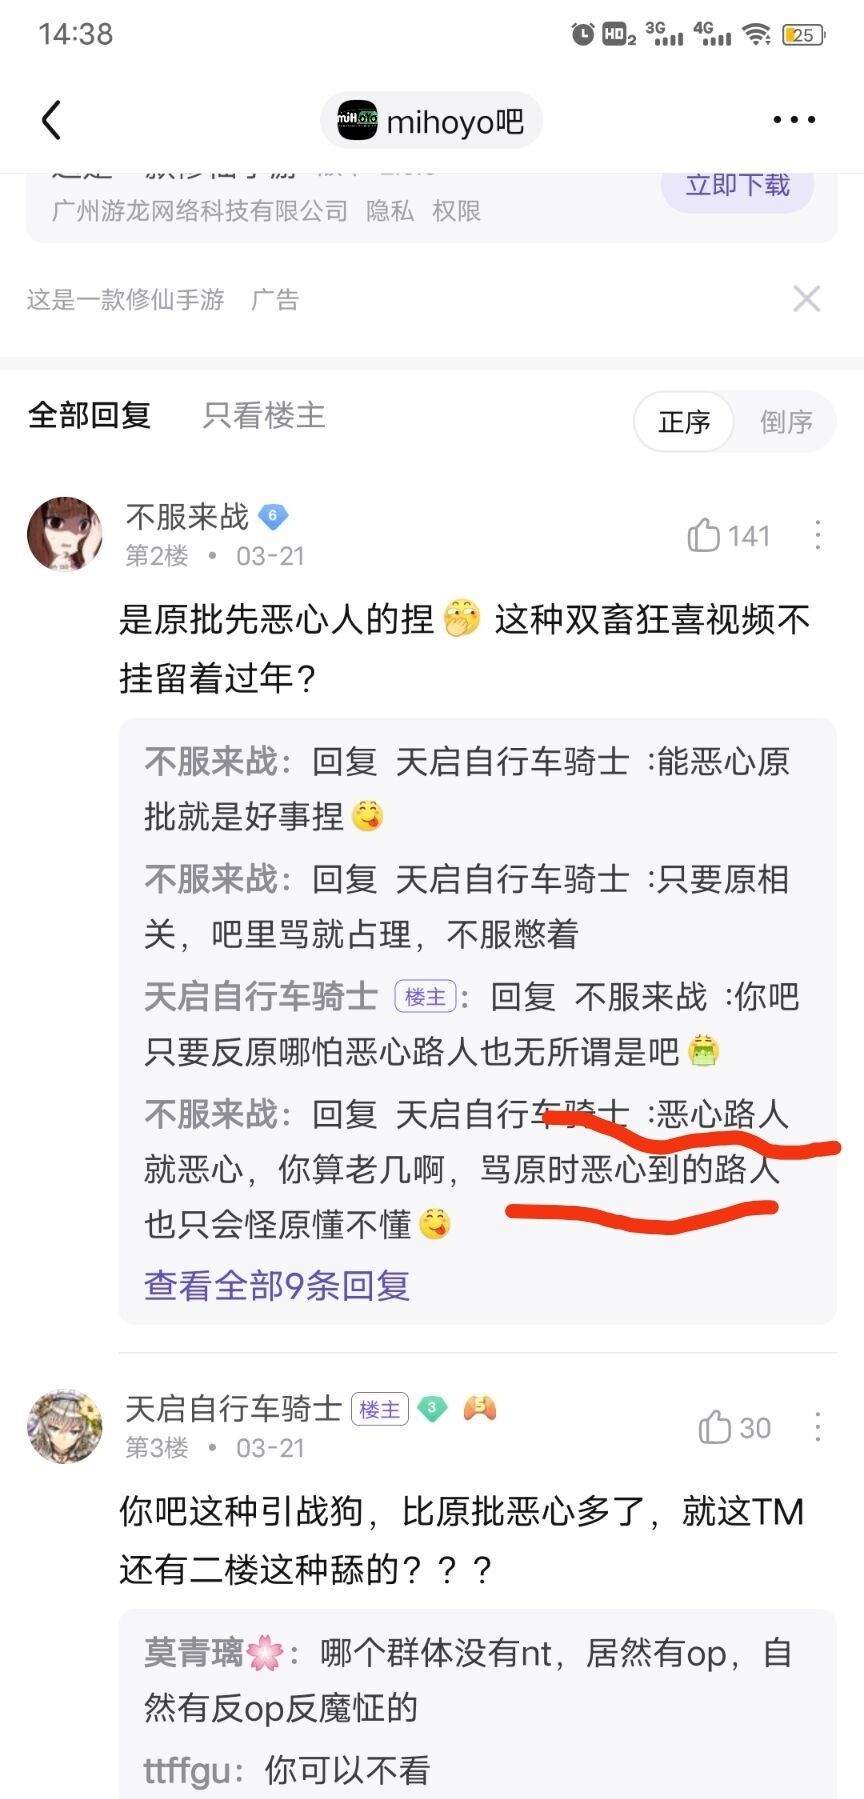 14:38
HD2 3G 4G 25
miHoYo mihoyo吧
立即下载
广州游龙网络科技有限公司 隐私 权限
这是一款修仙手游 广告
全部回复 只看楼主 正序 倒序
不服来战 6
第2楼 • 03-21 141
是原批先恶心人的捏🤭 这种双畜狂喜视频不
挂留着过年?
不服来战: 回复 天启自行车骑士 :能恶心原
批就是好事捏😋
不服来战: 回复 天启自行车骑士 :只要原相
关，吧里骂就占理，不服憋着
天启自行车骑士 楼主: 回复 不服来战 :你吧
只要反原哪怕恶心路人也无所谓是吧
不服来战: 回复 天启自行车骑士 :恶心路人
就恶心，你算老几啊，骂原时恶心到的路人
也只会怪原懂不懂😋
查看全部9条回复
天启自行车骑士 楼主 3 5
第3楼 • 03-21 30
你吧这种引战狗，比原批恶心多了，就这TM
还有二楼这种舔的? ? ?
莫青璃🌸: 哪个群体没有nt，居然有op，自
然有反op反魔怔的
ttffgu: 你可以不看